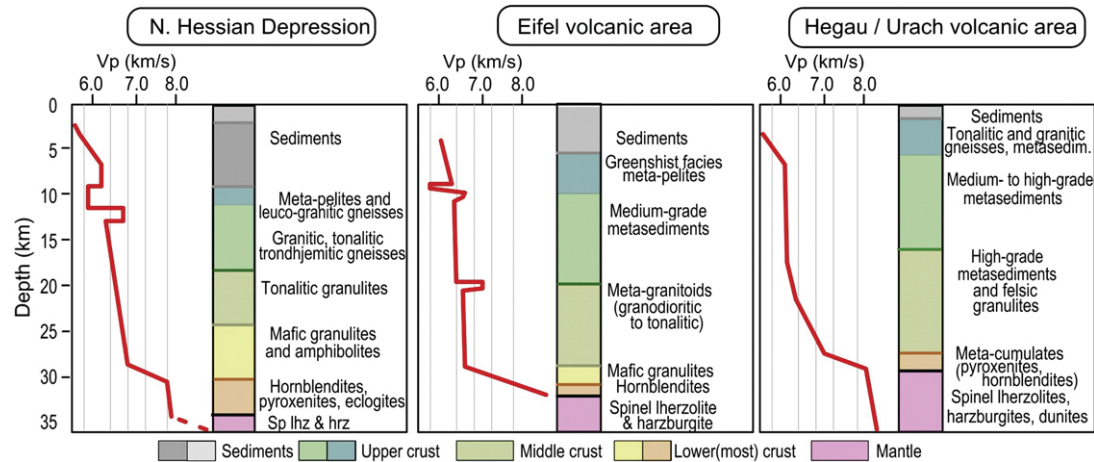 N. Hessian Depression
Eifel volcanic area
Hegau / Urach volcanic area
Vp (km/s)
6.0 7.0 8.0
Depth (km)
0
5
10
15
20
25
30
35
Sediments
Meta-pelites and
leuco-granitic gneisses
Granitic, tonalitic
trondhjemitic gneisses
Tonalitic granulites
Mafic granulites
and amphibolites
Hornblendites,
pyroxenites, eclogites
Sp lhz & hrz
Vp (km/s)
6.0 7.0 8.0
Sediments
Greenshist facies
meta-pelites
Medium-grade
metasediments
Meta-granitoids
(granodioritic
to tonalitic)
Mafic granulites
Hornblendites
Spinel lherzolite
& harzburgite
Vp (km/s)
6.0 7.0 8.0
Sediments
Tonalitic and granitic
gneisses, metasedim.
Medium- to high-grade
metasediments
High-grade
metasediments
and felsic
granulites
Meta-cumulates
(pyroxenites,
hornblendites)
Spinel lherzolites,
harzburgites, dunites
Sediments
Upper crust
Middle crust
Lower(most) crust
Mantle